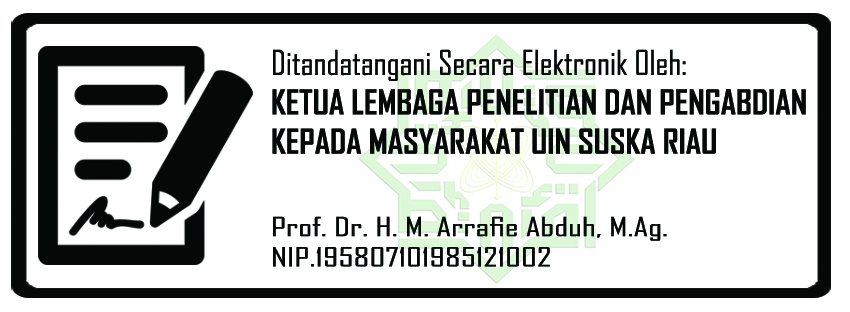 Ditandatangani Secara Elektronik Oleh:
KETUA LEMBAGA PENELITIAN DAN PENGABDIAN
KEPADA MASYARAKAT UIN SUSKA RIAU
Prof. Dr. H. M. Arrafie Abduh, M.Ag.
NIP.195807101985121002